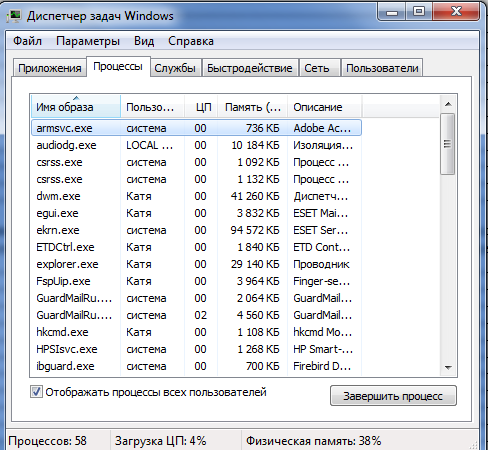 Диспетчер задач Windows
Файл Параметры Вид Справка
Приложения Процессы Службы Быстродействие Сеть Пользователи
Имя образа Пользо... ЦП Память (... Описание
armsvc.exe система 00 736 КБ Adobe Ac...
audiodg.exe LOCAL ... 00 10 184 КБ Изоляция...
csrss.exe система 00 1 092 КБ Процесс ...
csrss.exe система 00 1 132 КБ Процесс ...
dwm.exe Катя 00 41 260 КБ Диспетч...
egui.exe Катя 00 3 832 КБ ESET Mai...
ekrn.exe система 00 94 572 КБ ESET Ser...
ETDCtrl.exe Катя 00 1 840 КБ ETD Cont...
explorer.exe Катя 00 29 140 КБ Проводник
FspUip.exe Катя 00 3 964 КБ Finger-se...
GuardMailRu.... система 00 2 064 КБ GuardMail...
GuardMailRu.... система 02 4 560 КБ GuardMail...
hkcmd.exe Катя 00 1 108 КБ hkcmd Mo...
HPSIsvc.exe система 00 1 268 КБ HP Smart-...
ibguard.exe система 00 700 КБ Firebird D...
Отображать процессы всех пользователей
Завершить процесс
Процессов: 58 Загрузка ЦП: 4% Физическая память: 38%